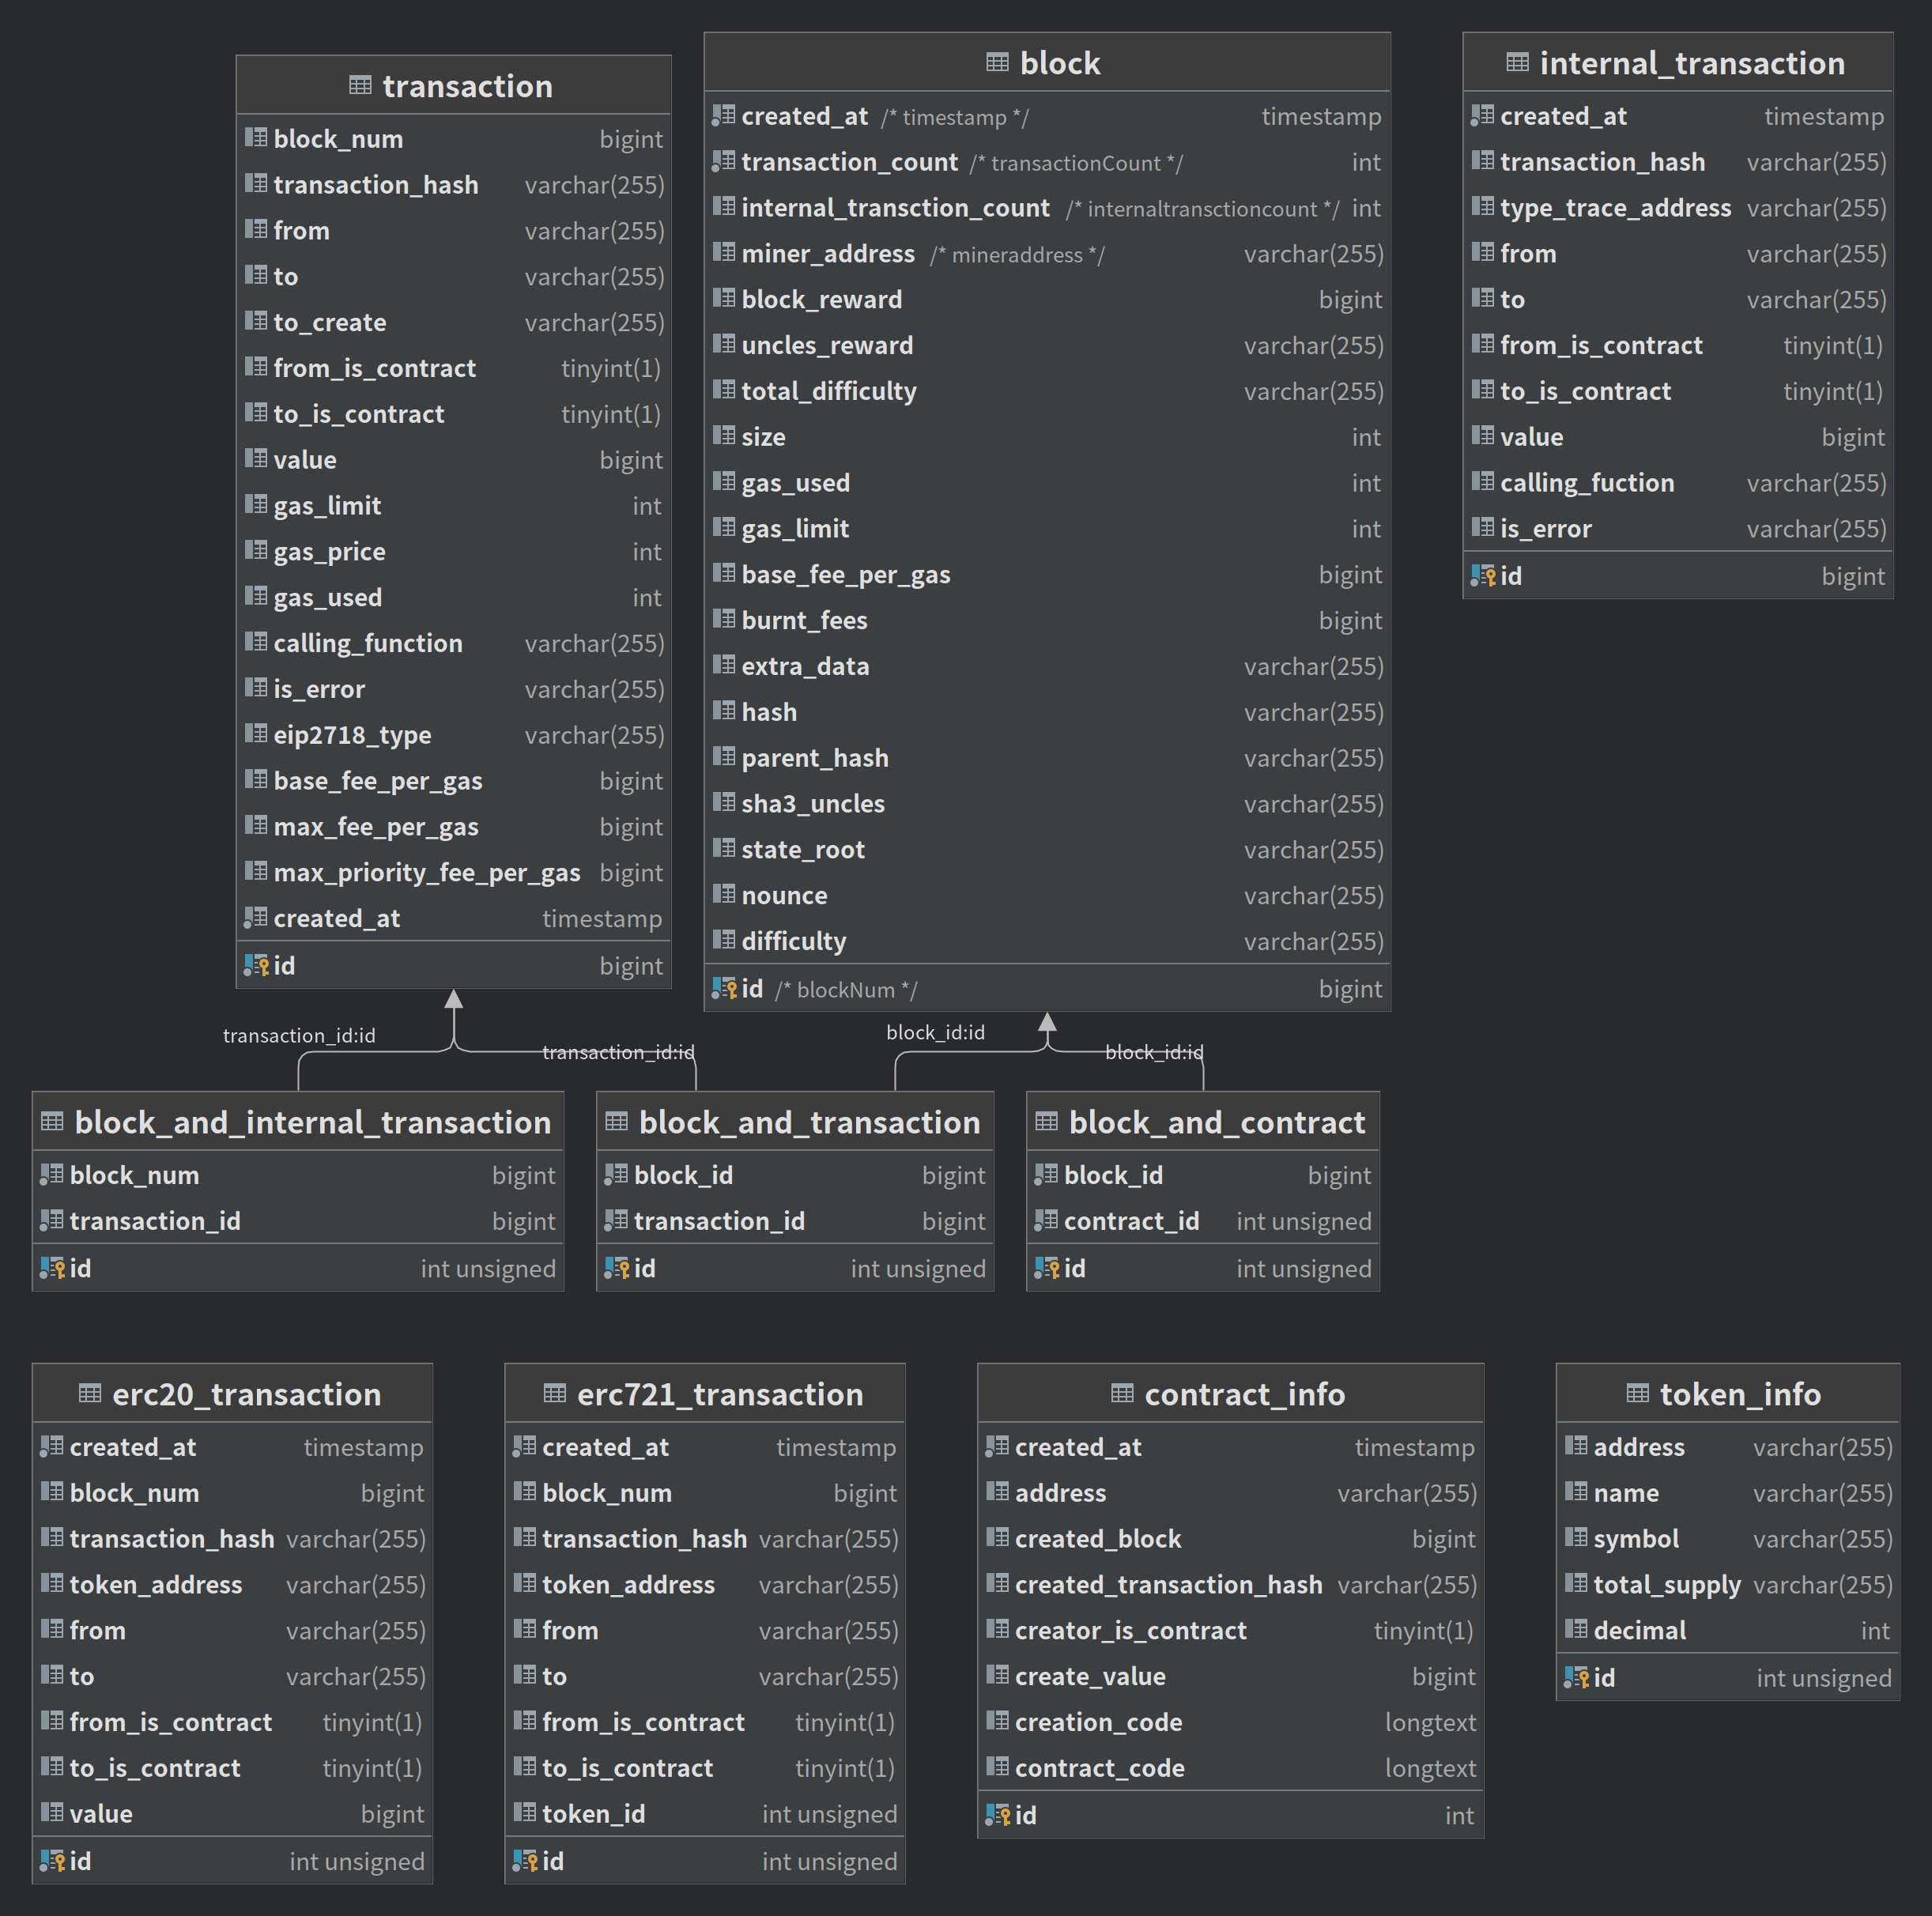 transaction
block_num bigint
transaction_hash varchar(255)
from varchar(255)
to varchar(255)
to_create varchar(255)
from_is_contract tinyint(1)
to_is_contract tinyint(1)
value bigint
gas_limit int
gas_price int
gas_used int
calling_function varchar(255)
is_error varchar(255)
eip2718_type varchar(255)
base_fee_per_gas bigint
max_fee_per_gas bigint
max_priority_fee_per_gas bigint
created_at timestamp
id bigint
block
created_at /* timestamp */ timestamp
transaction_count /* transactionCount */ int
internal_transction_count /* internaltransctioncount */ int
miner_address /* mineraddress */ varchar(255)
block_reward bigint
uncles_reward varchar(255)
total_difficulty varchar(255)
size int
gas_used int
gas_limit int
base_fee_per_gas bigint
burnt_fees bigint
extra_data varchar(255)
hash varchar(255)
parent_hash varchar(255)
sha3_uncles varchar(255)
state_root varchar(255)
nounce varchar(255)
difficulty varchar(255)
id /* blockNum */ bigint
internal_transaction
created_at timestamp
transaction_hash varchar(255)
type_trace_address varchar(255)
from varchar(255)
to varchar(255)
from_is_contract tinyint(1)
to_is_contract tinyint(1)
value bigint
calling_fuction varchar(255)
is_error varchar(255)
id bigint
transaction_id:id
transaction_id:id
block_id:id
block_id:id
block_and_internal_transaction
block_num bigint
transaction_id bigint
id int unsigned
block_and_transaction
block_id bigint
transaction_id bigint
id int unsigned
block_and_contract
block_id bigint
contract_id int unsigned
id int unsigned
erc20_transaction
created_at timestamp
block_num bigint
transaction_hash varchar(255)
token_address varchar(255)
from varchar(255)
to varchar(255)
from_is_contract tinyint(1)
to_is_contract tinyint(1)
value bigint
id int unsigned
erc721_transaction
created_at timestamp
block_num bigint
transaction_hash varchar(255)
token_address varchar(255)
from varchar(255)
to varchar(255)
from_is_contract tinyint(1)
to_is_contract tinyint(1)
token_id int unsigned
id int unsigned
contract_info
created_at timestamp
address varchar(255)
created_block bigint
created_transaction_hash varchar(255)
creator_is_contract tinyint(1)
create_value bigint
creation_code longtext
contract_code longtext
id int
token_info
address varchar(255)
name varchar(255)
symbol varchar(255)
total_supply varchar(255)
decimal int
id int unsigned